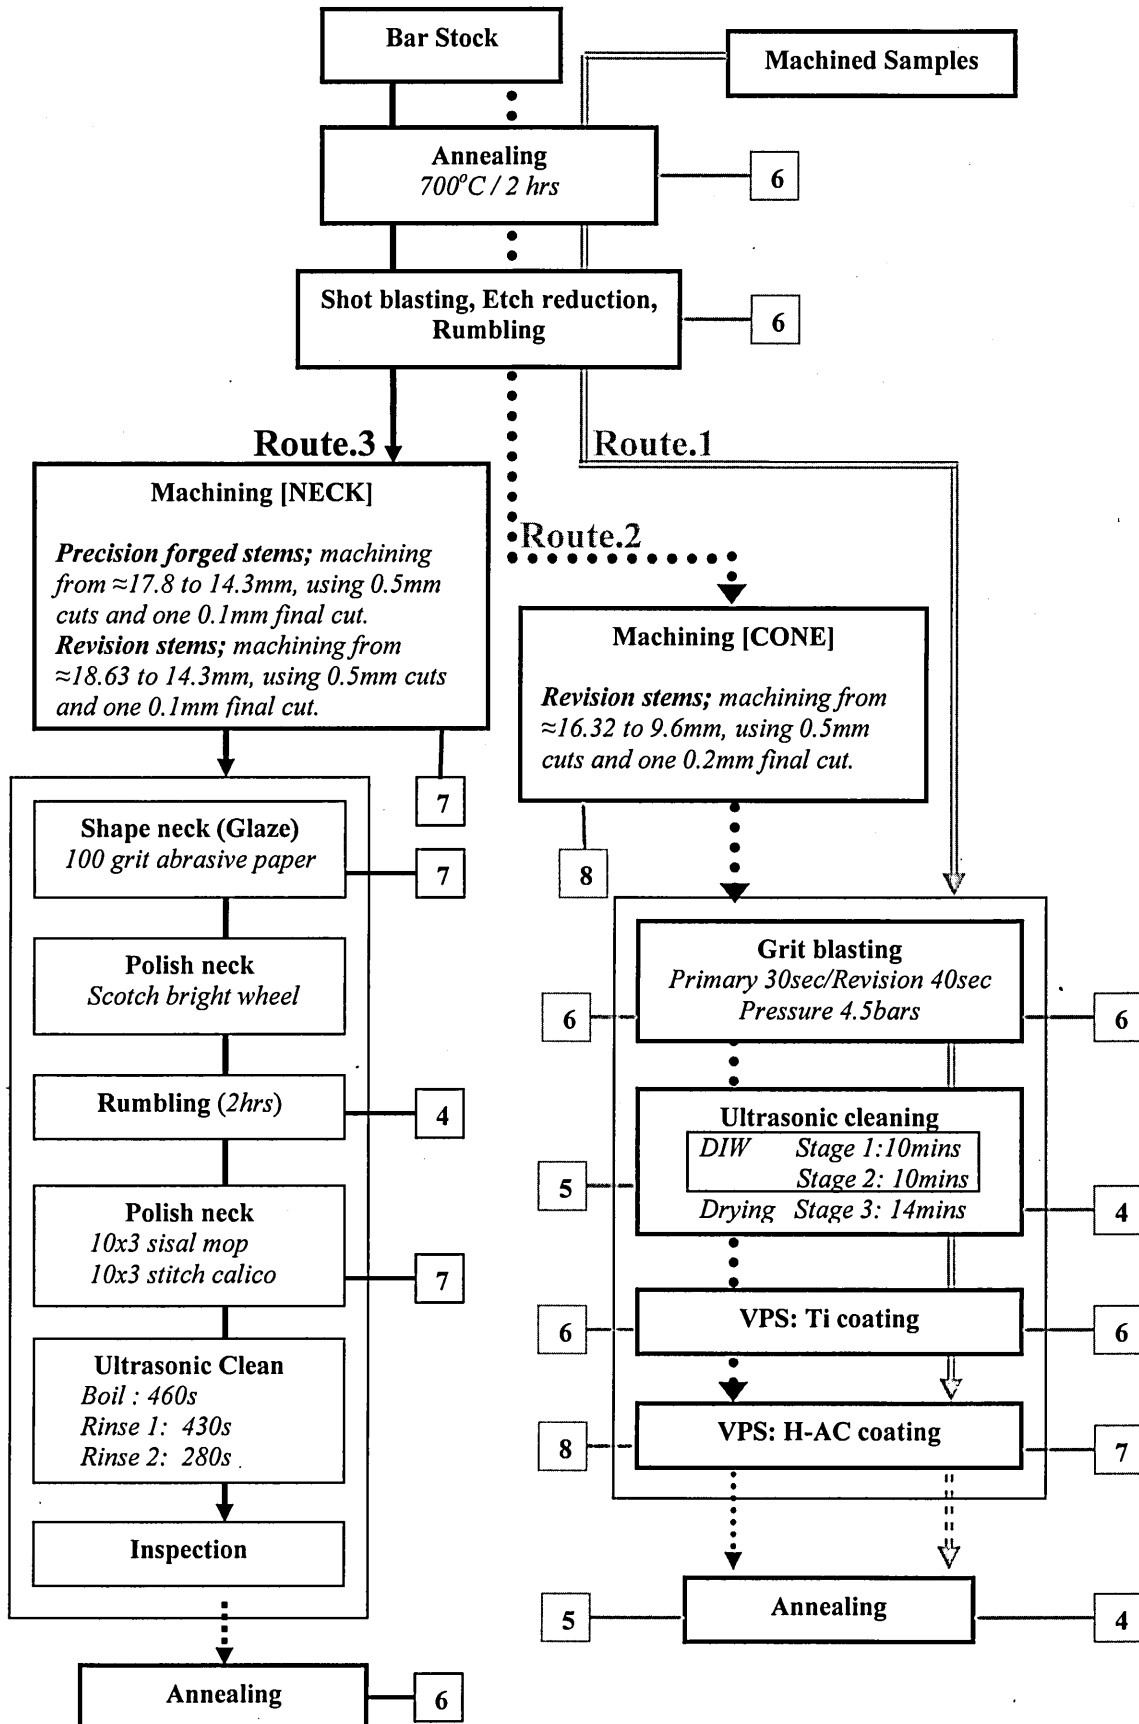 Bar Stock
Machined Samples
Annealing
700°C / 2 hrs
6
Shot blasting, Etch reduction,
Rumbling
6
Route.3
Route.1
Machining [NECK]
Precision forged stems; machining
from ≈17.8 to 14.3mm, using 0.5mm
cuts and one 0.1mm final cut.
Revision stems; machining from
≈18.63 to 14.3mm, using 0.5mm cuts
and one 0.1mm final cut.
7
Route.2
Machining [CONE]
Revision stems; machining from
≈16.32 to 9.6mm, using 0.5mm
cuts and one 0.2mm final cut.
8
Shape neck (Glaze)
100 grit abrasive paper
7
Polish neck
Scotch bright wheel
Rumbling (2hrs)
4
Polish neck
10x3 sisal mop
10x3 stitch calico
7
Ultrasonic Clean
Boil : 460s
Rinse 1: 430s
Rinse 2: 280s
Inspection
Annealing
6
Grit blasting
Primary 30sec/Revision 40sec
Pressure 4.5bars
6
6
Ultrasonic cleaning
DIW Stage 1:10mins
Stage 2: 10mins
Drying Stage 3: 14mins
5
4
VPS: Ti coating
6
6
VPS: H-AC coating
8
7
Annealing
5
4